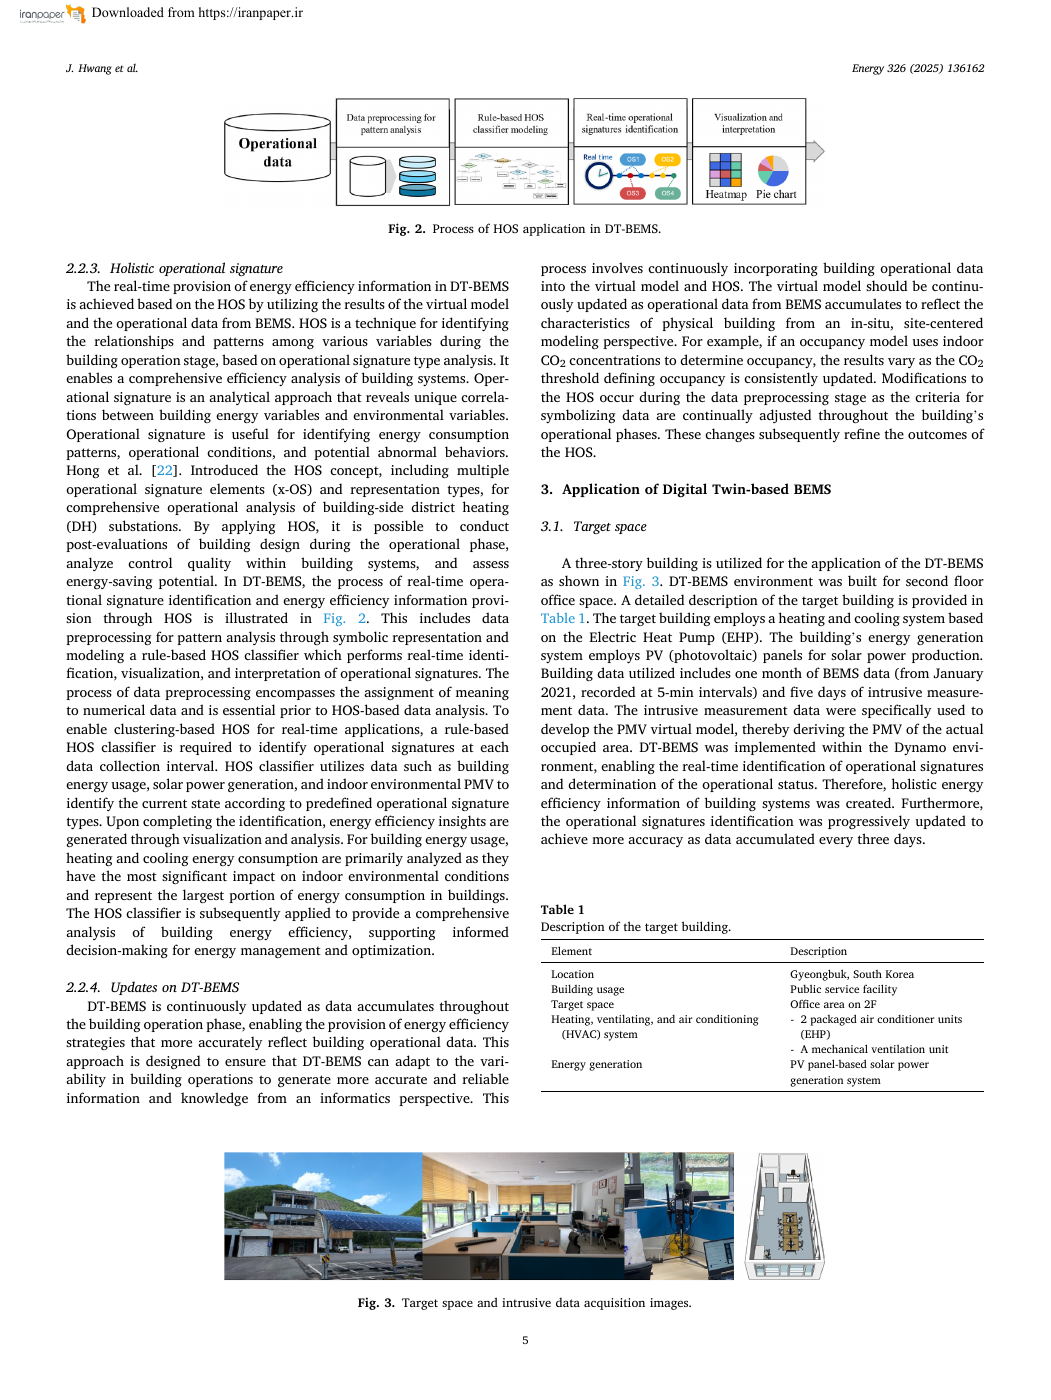 iranpaper
Downloaded from https://iranpaper.ir
J. Hwang et al.
Energy 326 (2025) 136162
Operational
data
Data preprocessing for
pattern analysis
Rule-based HOS
classifier modeling
Real-time operational
signatures identification
Real time
OS1
OS2
OS3
OS4
Visualization and
interpretation
Heatmap Pie chart
Fig. 2. Process of HOS application in DT-BEMS.
2.2.3. Holistic operational signature
The real-time provision of energy efficiency information in DT-BEMS
is achieved based on the HOS by utilizing the results of the virtual model
and the operational data from BEMS. HOS is a technique for identifying
the relationships and patterns among various variables during the
building operation stage, based on operational signature type analysis. It
enables a comprehensive efficiency analysis of building systems. Oper-
ational signature is an analytical approach that reveals unique correla-
tions between building energy variables and environmental variables.
Operational signature is useful for identifying energy consumption
patterns, operational conditions, and potential abnormal behaviors.
Hong et al. [22]. Introduced the HOS concept, including multiple
operational signature elements (x-OS) and representation types, for
comprehensive operational analysis of building-side district heating
(DH) substations. By applying HOS, it is possible to conduct
post-evaluations of building design during the operational phase,
analyze control quality within building systems, and assess
energy-saving potential. In DT-BEMS, the process of real-time opera-
tional signature identification and energy efficiency information provi-
sion through HOS is illustrated in Fig. 2. This includes data
preprocessing for pattern analysis through symbolic representation and
modeling a rule-based HOS classifier which performs real-time identi-
fication, visualization, and interpretation of operational signatures. The
process of data preprocessing encompasses the assignment of meaning
to numerical data and is essential prior to HOS-based data analysis. To
enable clustering-based HOS for real-time applications, a rule-based
HOS classifier is required to identify operational signatures at each
data collection interval. HOS classifier utilizes data such as building
energy usage, solar power generation, and indoor environmental PMV to
identify the current state according to predefined operational signature
types. Upon completing the identification, energy efficiency insights are
generated through visualization and analysis. For building energy usage,
heating and cooling energy consumption are primarily analyzed as they
have the most significant impact on indoor environmental conditions
and represent the largest portion of energy consumption in buildings.
The HOS classifier is subsequently applied to provide a comprehensive
analysis of building energy efficiency, supporting informed
decision-making for energy management and optimization.
2.2.4. Updates on DT-BEMS
DT-BEMS is continuously updated as data accumulates throughout
the building operation phase, enabling the provision of energy efficiency
strategies that more accurately reflect building operational data. This
approach is designed to ensure that DT-BEMS can adapt to the vari-
ability in building operations to generate more accurate and reliable
information and knowledge from an informatics perspective. This
process involves continuously incorporating building operational data
into the virtual model and HOS. The virtual model should be continu-
ously updated as operational data from BEMS accumulates to reflect the
characteristics of physical building from an in-situ, site-centered
modeling perspective. For example, if an occupancy model uses indoor
CO2 concentrations to determine occupancy, the results vary as the CO2
threshold defining occupancy is consistently updated. Modifications to
the HOS occur during the data preprocessing stage as the criteria for
symbolizing data are continually adjusted throughout the building's
operational phases. These changes subsequently refine the outcomes of
the HOS.
3. Application of Digital Twin-based BEMS
3.1. Target space
A three-story building is utilized for the application of the DT-BEMS
as shown in Fig. 3. DT-BEMS environment was built for second floor
office space. A detailed description of the target building is provided in
Table 1. The target building employs a heating and cooling system based
on the Electric Heat Pump (EHP). The building's energy generation
system employs PV (photovoltaic) panels for solar power production.
Building data utilized includes one month of BEMS data (from January
2021, recorded at 5-min intervals) and five days of intrusive measure-
ment data. The intrusive measurement data were specifically used to
develop the PMV virtual model, thereby deriving the PMV of the actual
occupied area. DT-BEMS was implemented within the Dynamo envi-
ronment, enabling the real-time identification of operational signatures
and determination of the operational status. Therefore, holistic energy
efficiency information of building systems was created. Furthermore,
the operational signatures identification was progressively updated to
achieve more accuracy as data accumulated every three days.
Table 1
Description of the target building.
Element Description
Location Gyeongbuk, South Korea
Building usage Public service facility
Target space Office area on 2F
Heating, ventilating, and air conditioning - 2 packaged air conditioner units
(HVAC) system (EHP)
- A mechanical ventilation unit
Energy generation PV panel-based solar power
generation system
Fig. 3. Target space and intrusive data acquisition images.
5